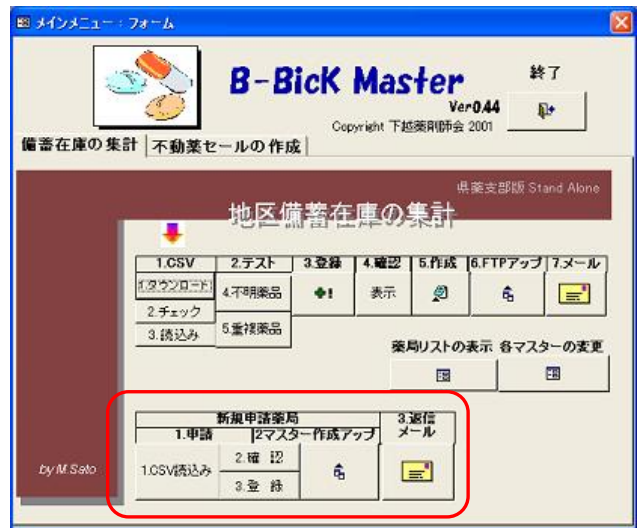 メインメニュー : フォーム
B-BicK Master
終了
Ver0.44
Copyright 下越薬剤師会 2001
備蓄在庫の集計 不動薬セールの作成
県薬支部版 Stand Alone
地区備蓄在庫の集計
1.CSV 2.テスト 3.登録 4.確認 5.作成 6.FTPアップ 7.メール
1.ダウンロード 4.不明薬品 表示
2.チェック
3.読込み 5.重複薬品
薬局リストの表示 各マスターの変更
新規申請薬局 3.返信
1.申請 2マスター作成アップ メール
1.CSV読込み 2.確 認
3.登 録
by M.Sato